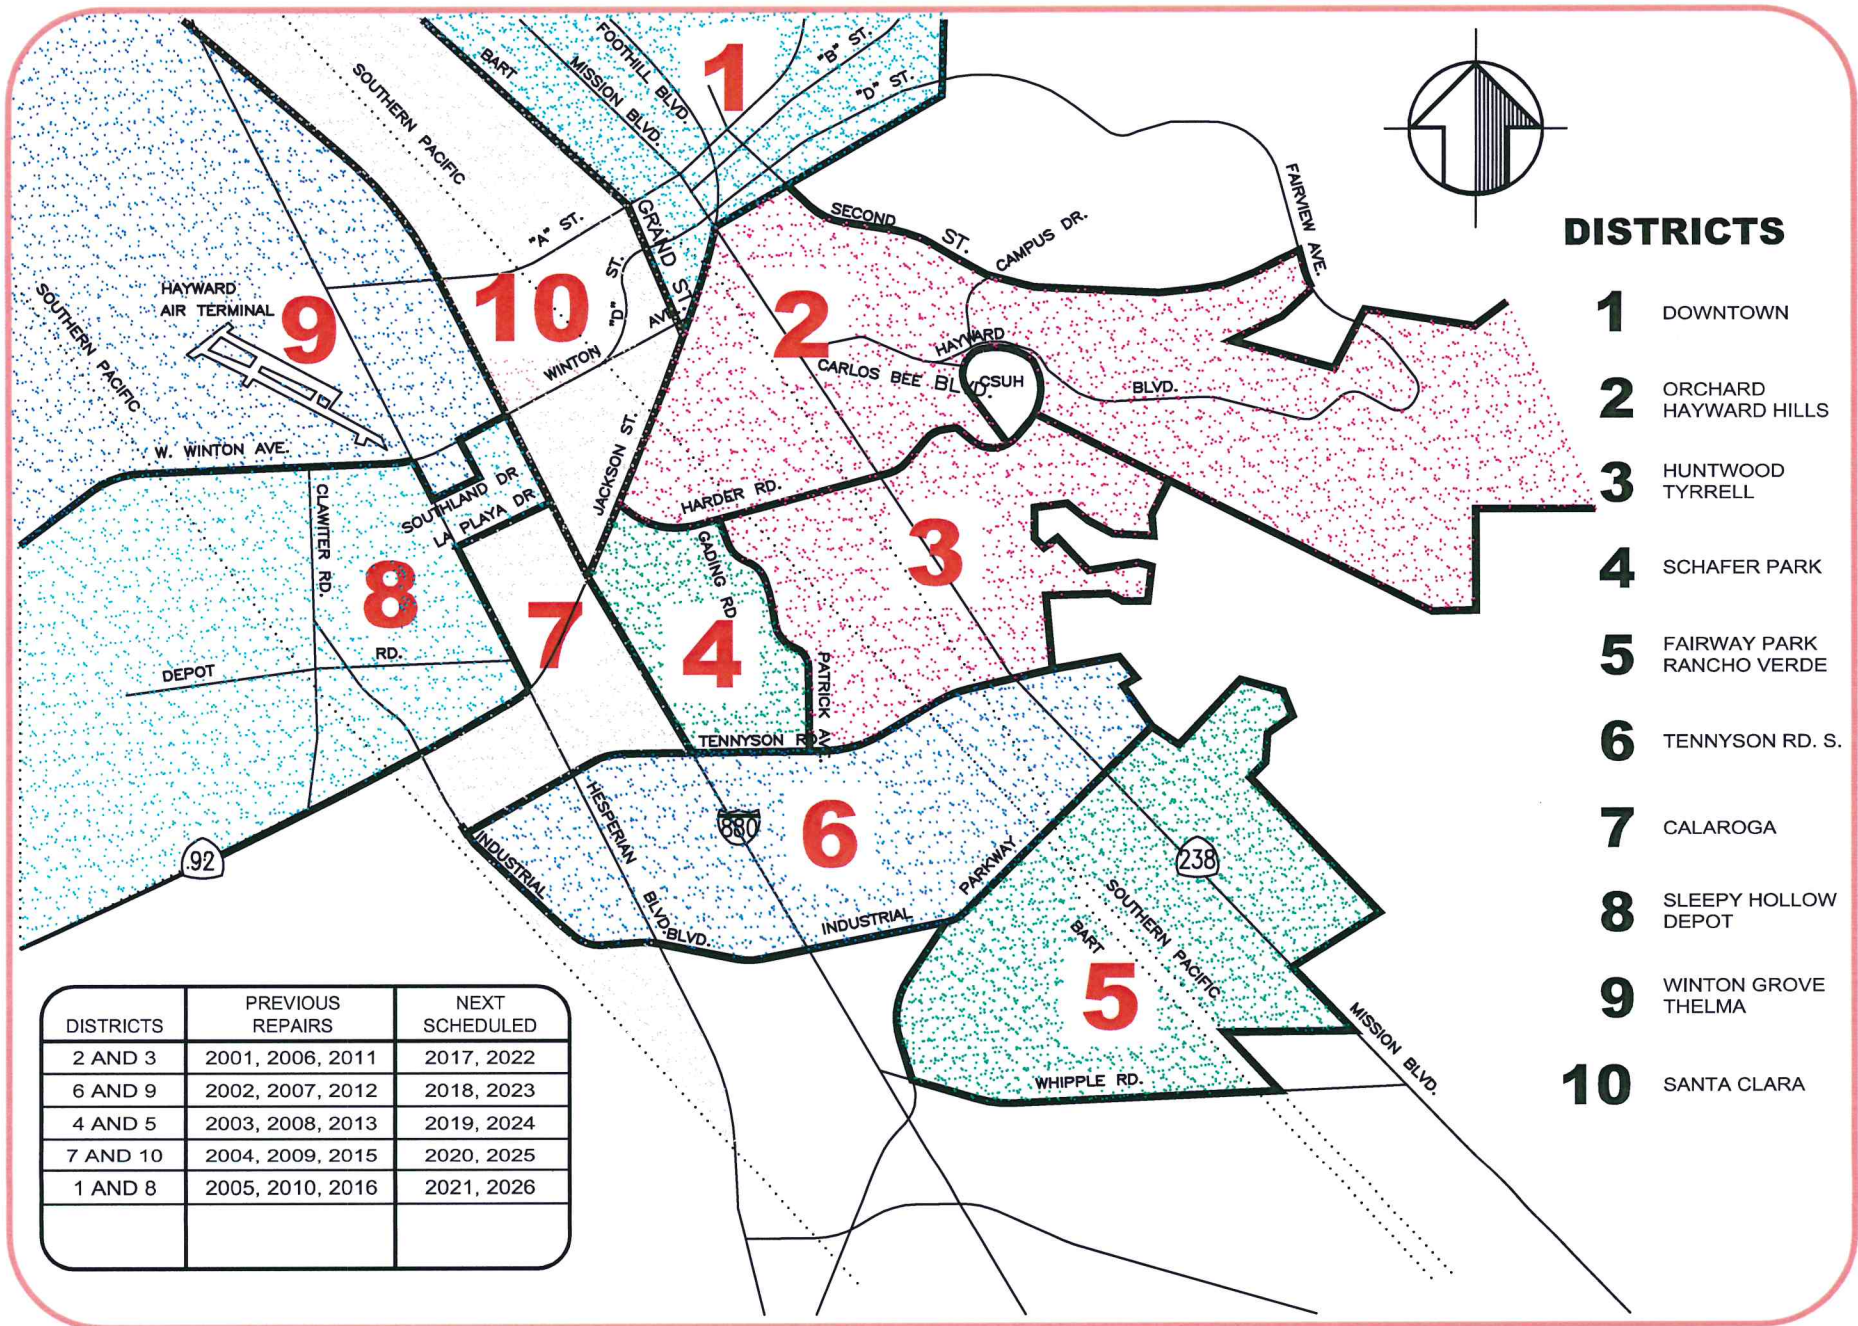 BART
SOUTHERN PACIFIC
FOOTHILL BLVD.
MISSION BLVD.
1
"B" ST.
"D" ST.
FAIRVIEW AVE.
SECOND ST.
CAMPUS DR.
"A" ST.
GRAND ST.
"D" ST.
10
WINTON AVE.
SOUTHERN PACIFIC
HAYWARD
AIR TERMINAL
9
2
HAYWARD BLVD.
CARLOS BEE BLVD.
CSUH
W. WINTON AVE.
JACKSON ST.
HARDER RD.
SOUTHLAND DR
LA PLAYA DR
CLAWITER RD.
8
DEPOT RD.
7
GADING RD
4
3
PATRICK AVE.
TENNYSON RD.
92
INDUSTRIAL BLVD.
HESPERIAN BLVD.
880
6
INDUSTRIAL PARKWAY
238
SOUTHERN PACIFIC
BART
5
WHIPPLE RD.
MISSION BLVD.
DISTRICTS
1 DOWNTOWN
2 ORCHARD
HAYWARD HILLS
3 HUNTWOOD
TYRRELL
4 SCHAFER PARK
5 FAIRWAY PARK
RANCHO VERDE
6 TENNYSON RD. S.
7 CALAROGA
8 SLEEPY HOLLOW
DEPOT
9 WINTON GROVE
THELMA
10 SANTA CLARA
DISTRICTS PREVIOUS REPAIRS NEXT SCHEDULED
2 AND 3 2001, 2006, 2011 2017, 2022
6 AND 9 2002, 2007, 2012 2018, 2023
4 AND 5 2003, 2008, 2013 2019, 2024
7 AND 10 2004, 2009, 2015 2020, 2025
1 AND 8 2005, 2010, 2016 2021, 2026